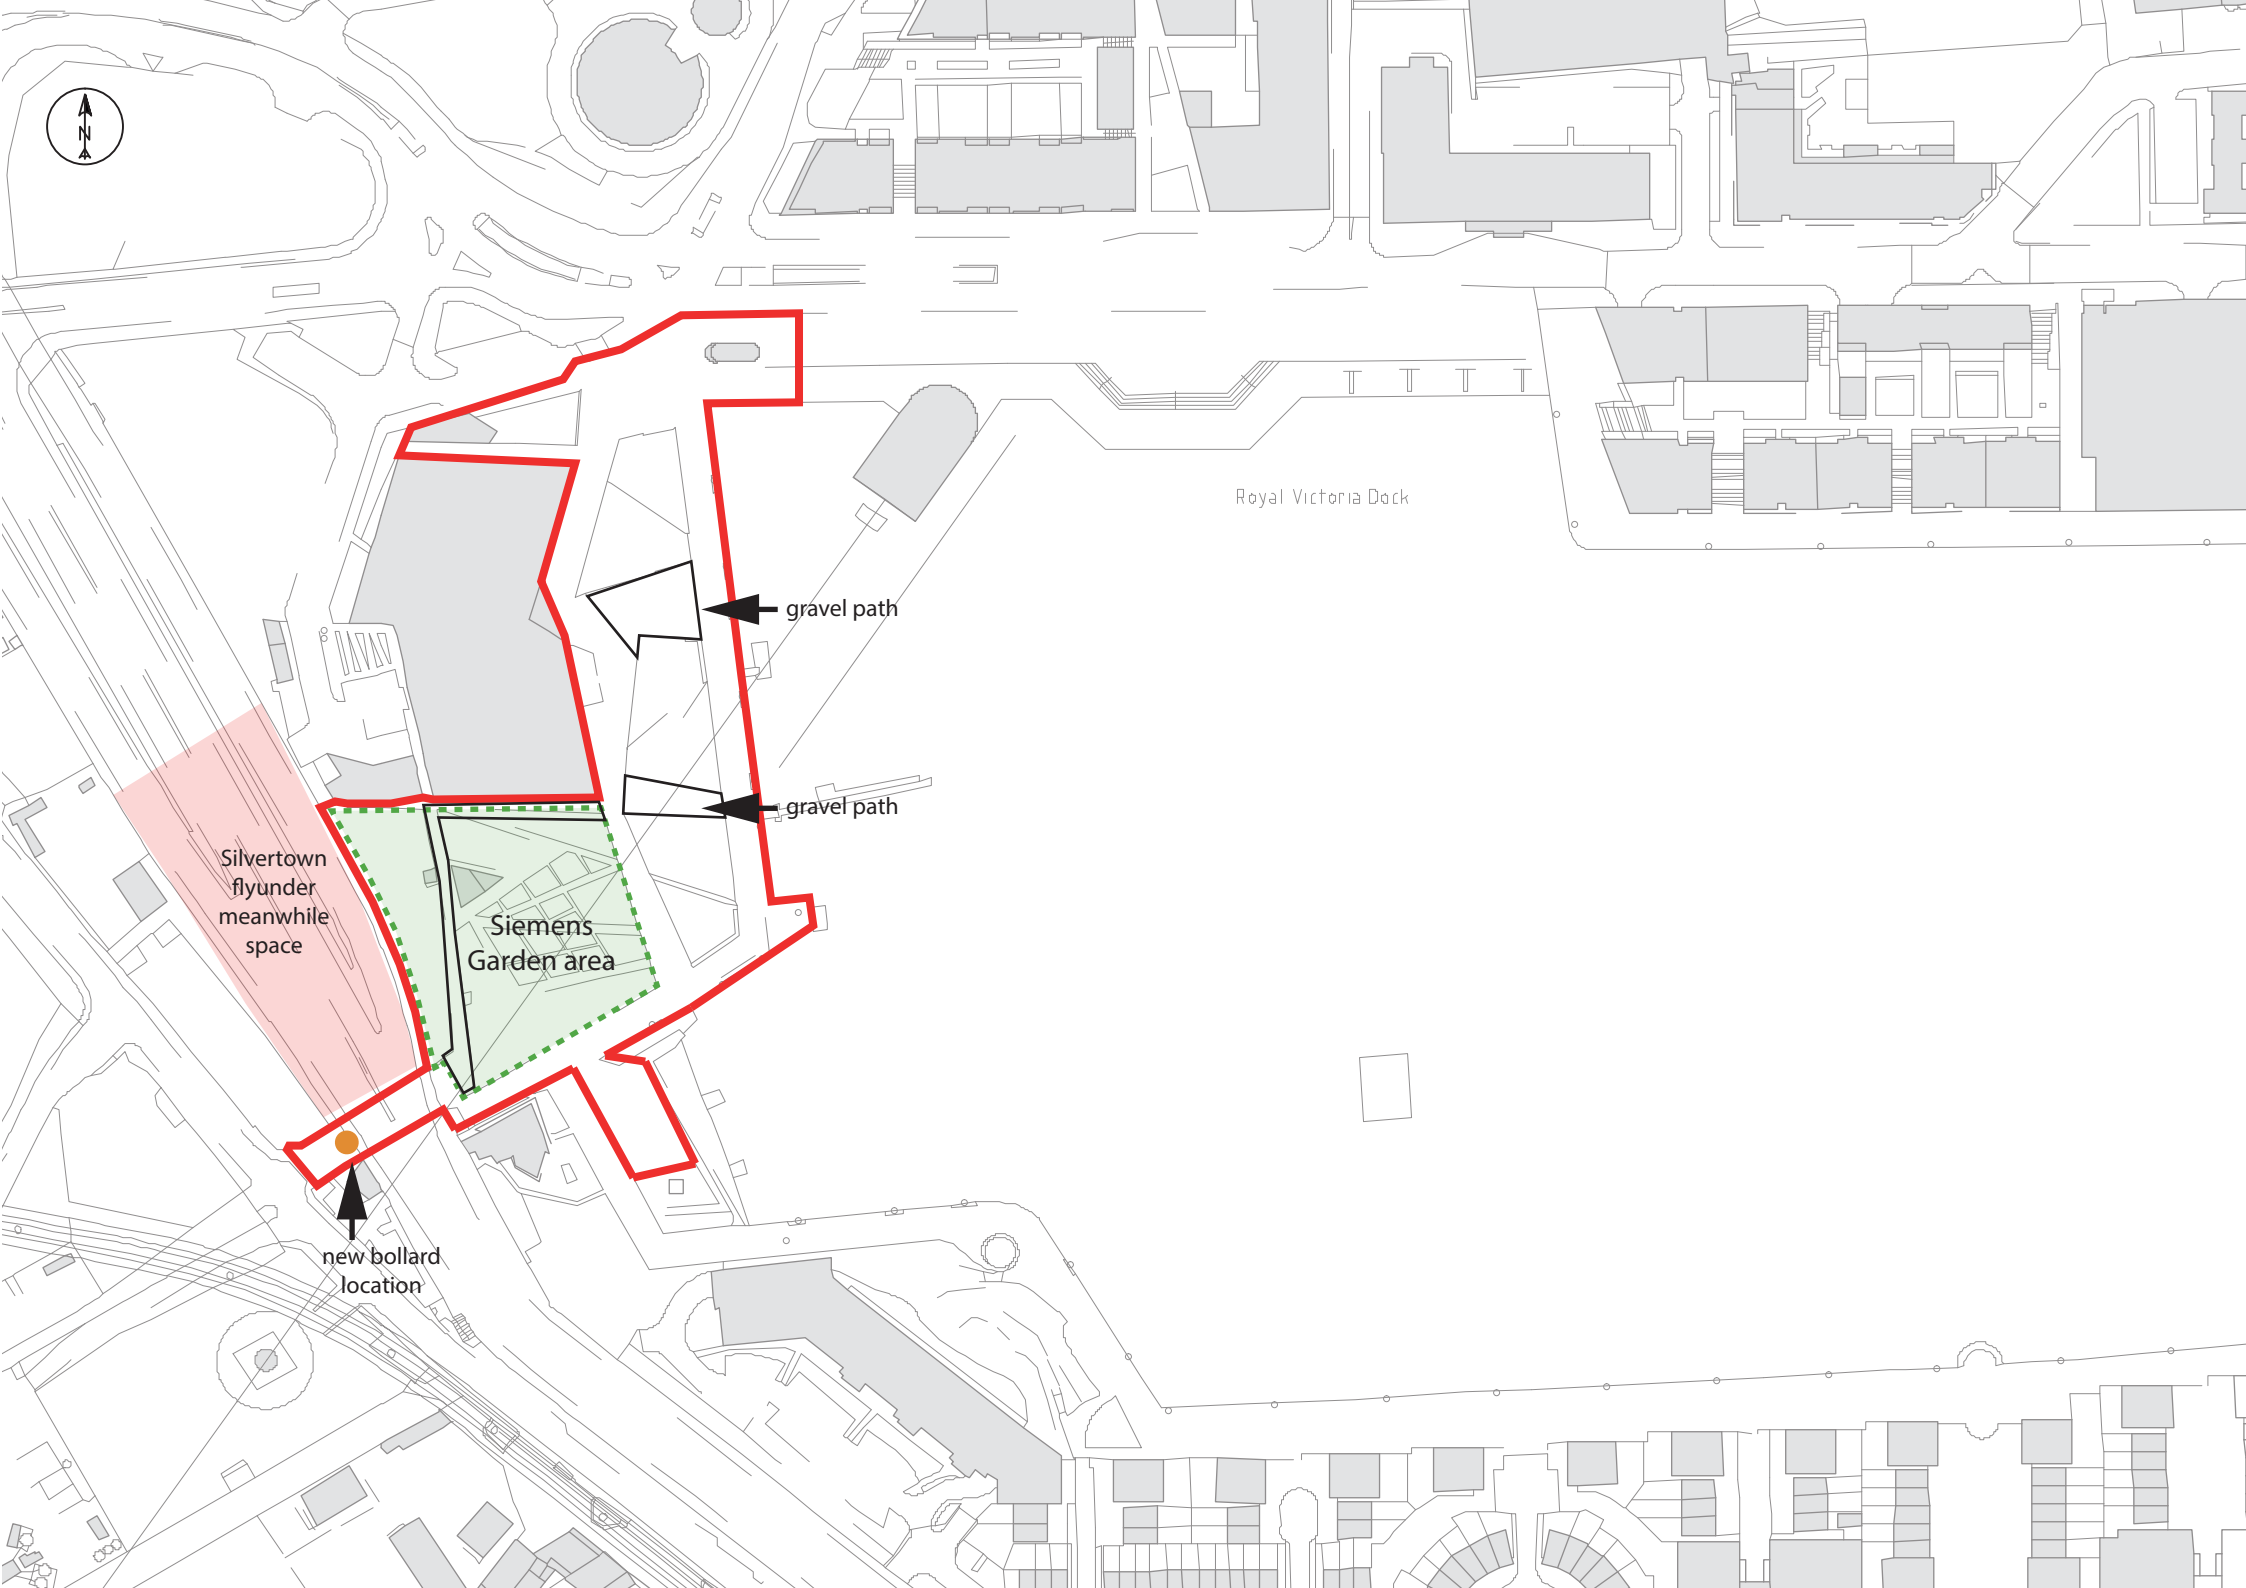 N
Royal Victoria Dock
gravel path
gravel path
Silvertown
flyunder
meanwhile
space
Siemens
Garden area
new bollard
location